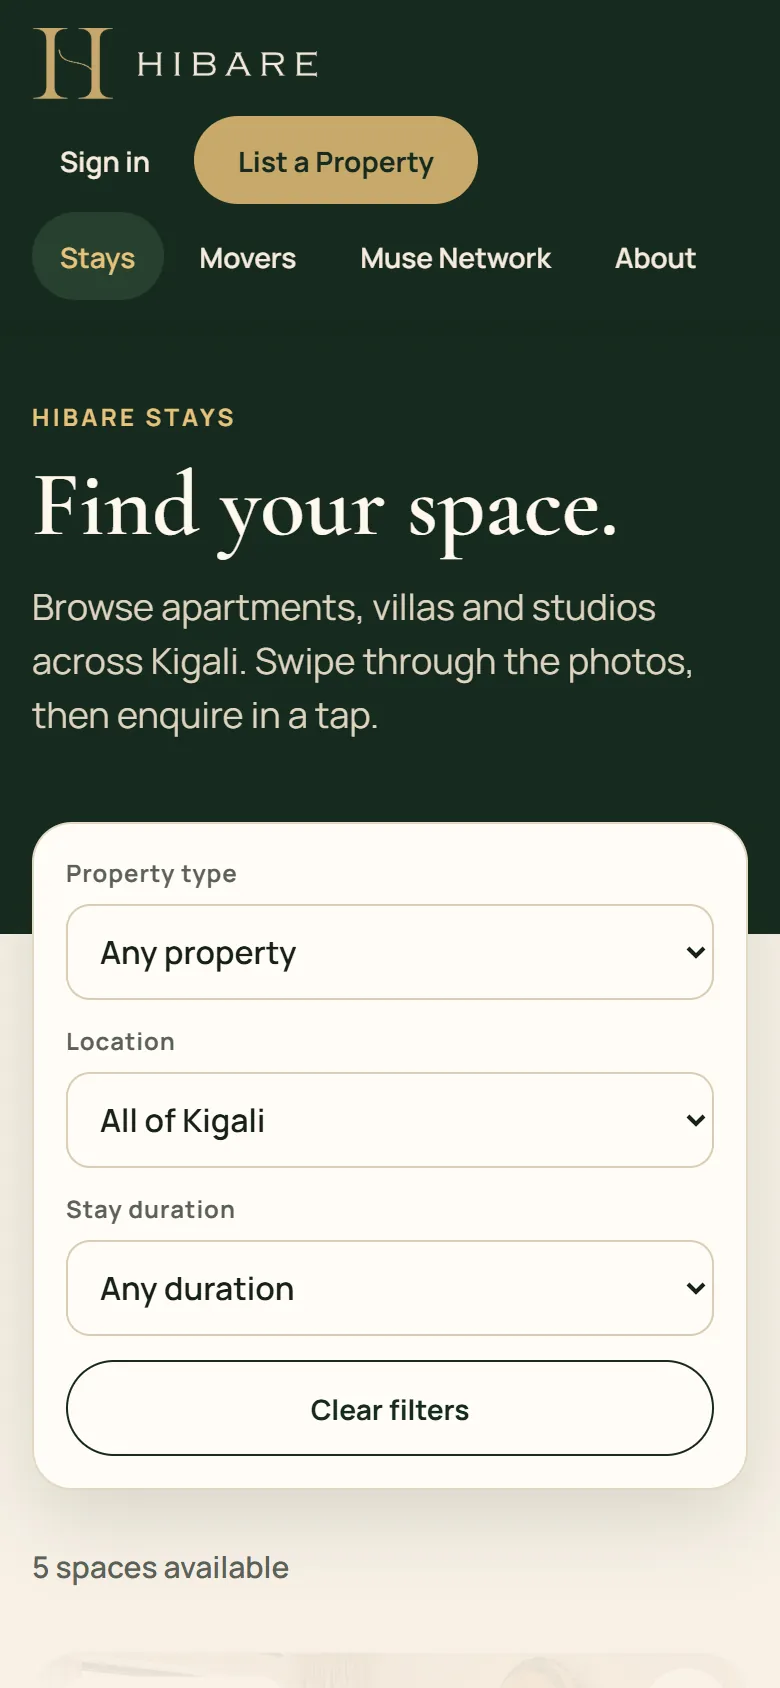 H HIBARE
Sign in
List a Property
Stays
Movers
Muse Network
About
HIBARE STAYS
Find your space.
Browse apartments, villas and studios
across Kigali. Swipe through the photos,
then enquire in a tap.
Property type
Any property
Location
All of Kigali
Stay duration
Any duration
Clear filters
5 spaces available